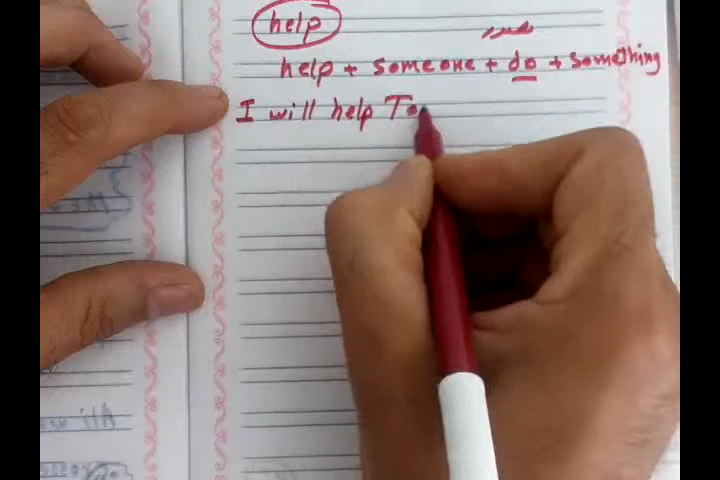 help
مصدر
help + someone + do + something
I will help To